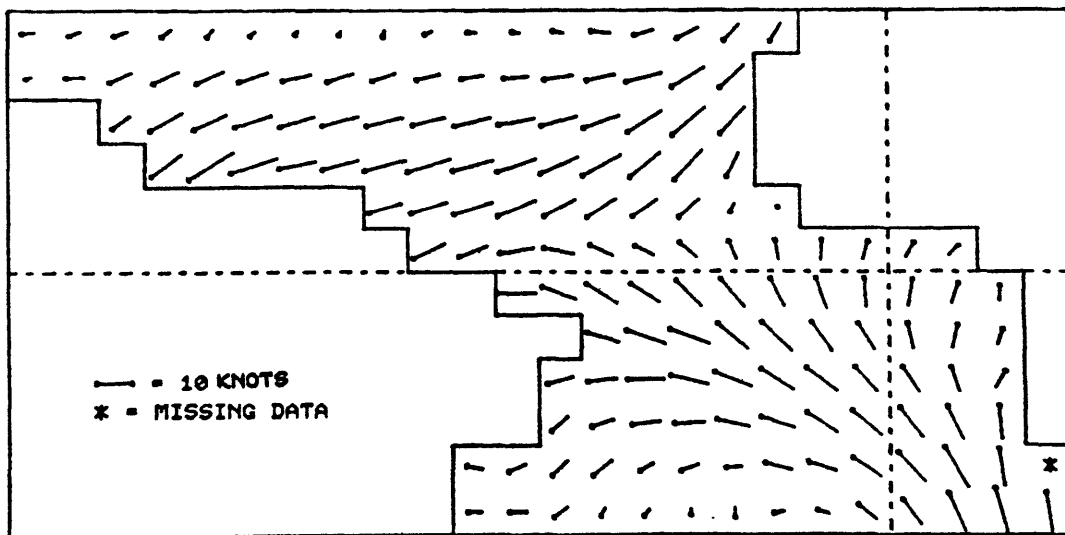 = 10 KNOTS
* = MISSING DATA
*